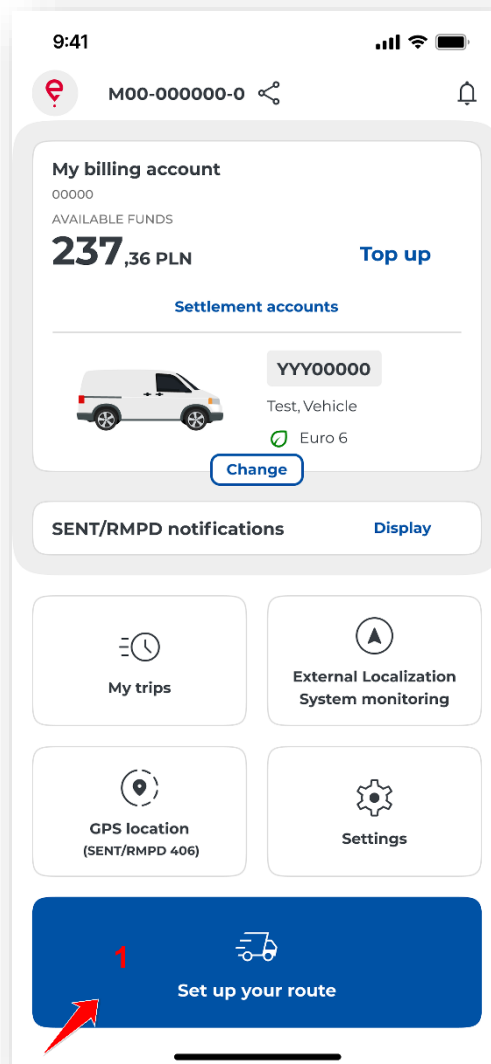 9:41
M00-000000-0
My billing account
00000
AVAILABLE FUNDS
237,36 PLN
Top up
Settlement accounts
YYY00000
Test, Vehicle
Euro 6
Change
SENT/RMPD notifications
Display
My trips
External Localization
System monitoring
GPS location
(SENT/RMPD 406)
Settings
1
Set up your route